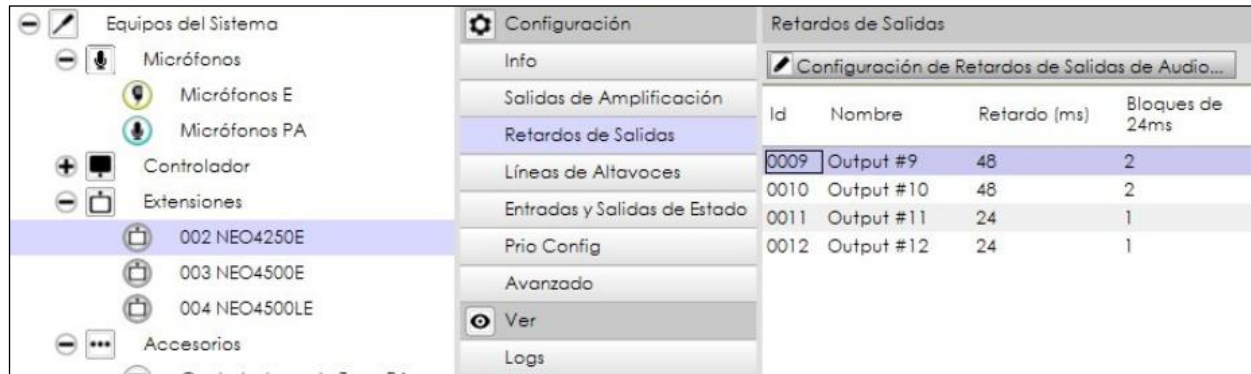 Equipos del Sistema
Micrófonos
Micrófonos E
Micrófonos PA
Controlador
Extensiones
002 NEO4250E
003 NEO4500E
004 NEO4500LE
Accesorios
Configuración
Info
Salidas de Amplificación
Retardos de Salidas
Líneas de Altavoces
Entradas y Salidas de Estado
Prio Config
Avanzado
Ver
Logs
Retardos de Salidas
Configuración de Retardos de Salidas de Audio...
Id Nombre Retardo (ms) Bloques de 24ms
0009 Output #9 48 2
0010 Output #10 48 2
0011 Output #11 24 1
0012 Output #12 24 1